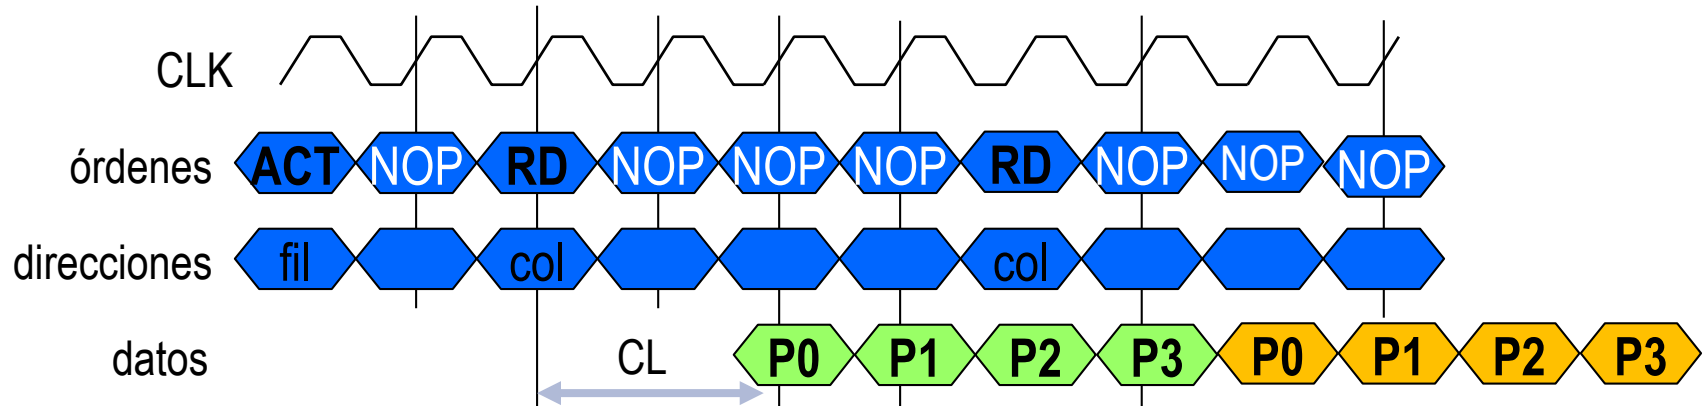 CLK
órdenes ACT NOP RD NOP NOP NOP RD NOP NOP NOP
direcciones fil col col
datos CL P0 P1 P2 P3 P0 P1 P2 P3